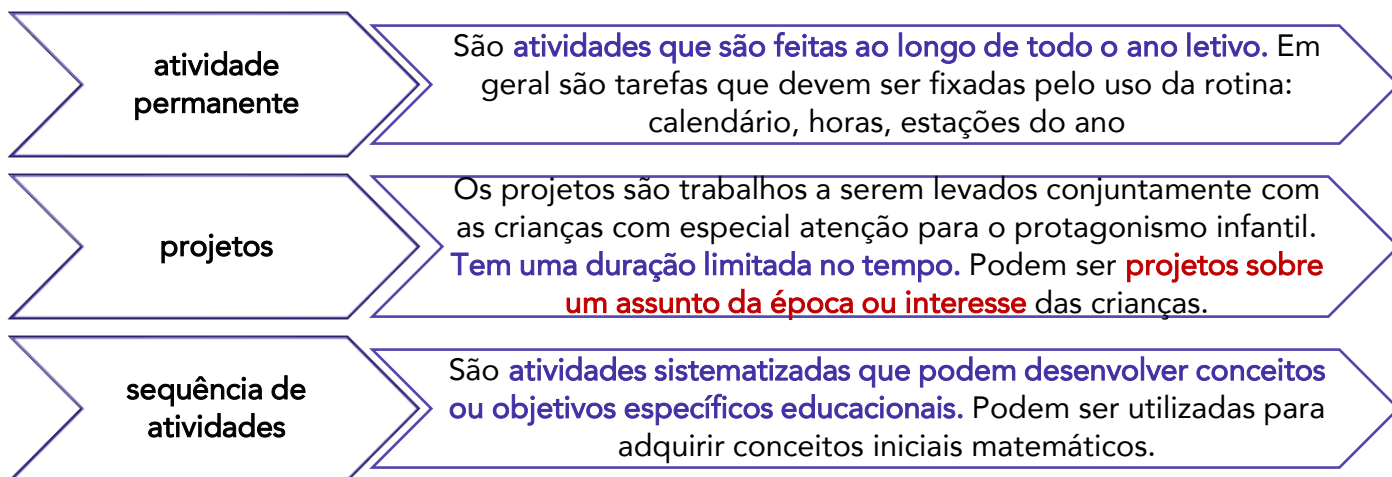 atividade
permanente
São atividades que são feitas ao longo de todo o ano letivo. Em
geral são tarefas que devem ser fixadas pelo uso da rotina:
calendário, horas, estações do ano
projetos
Os projetos são trabalhos a serem levados conjuntamente com
as crianças com especial atenção para o protagonismo infantil.
Tem uma duração limitada no tempo. Podem ser projetos sobre
um assunto da época ou interesse das crianças.
sequência de
atividades
São atividades sistematizadas que podem desenvolver conceitos
ou objetivos específicos educacionais. Podem ser utilizadas para
adquirir conceitos iniciais matemáticos.